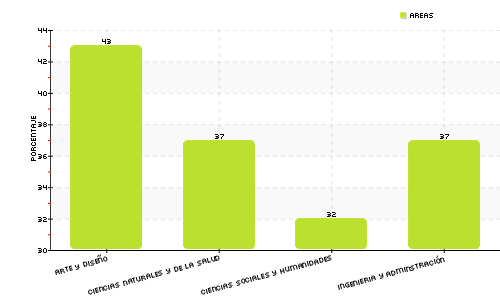 AREAS
44
42
40
38
36
34
32
30
PORCENTAJE
43
37
32
37
ARTE Y DISEÑO
CIENCIAS NATURALES Y DE LA SALUD
CIENCIAS SOCIALES Y HUMANIDADES
INGENIERIA Y ADMINSTRACIÓN